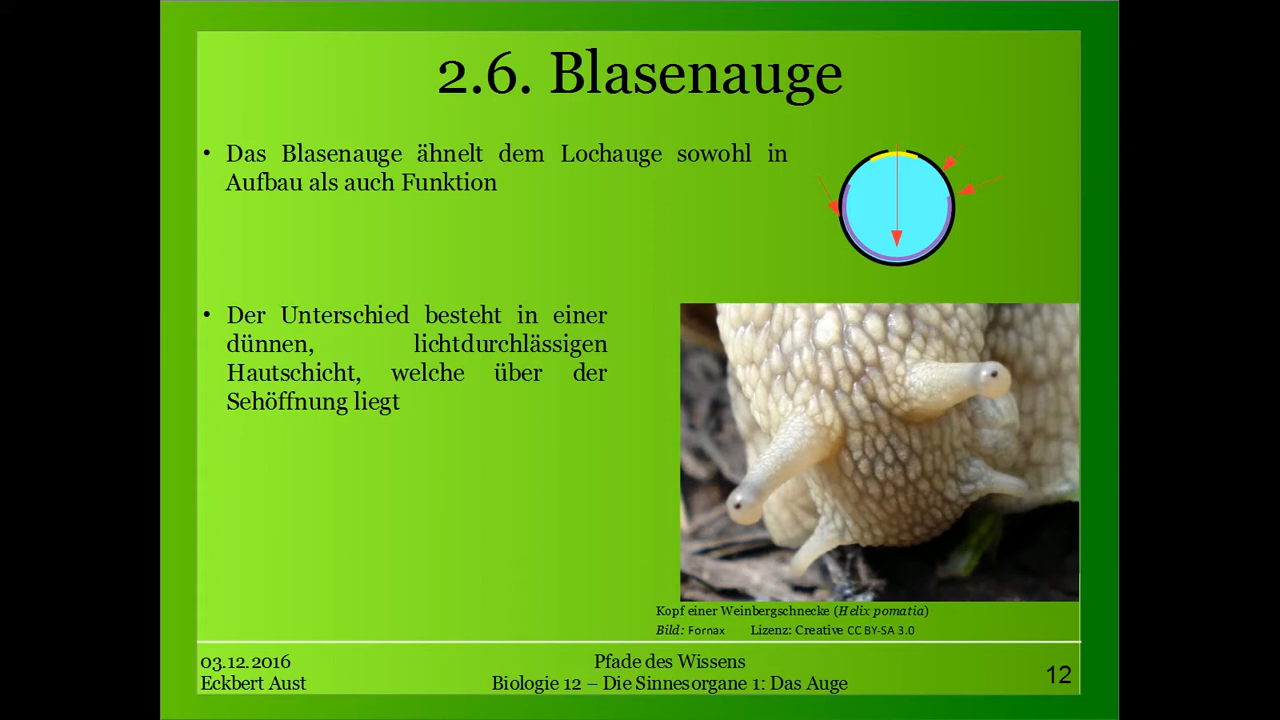 2.6. Blasenauge
• Das Blasenauge ähnelt dem Lochauge sowohl in
Aufbau als auch Funktion
• Der Unterschied besteht in einer
dünnen, lichtdurchlässigen
Hautschicht, welche über der
Sehöffnung liegt
Kopf einer Weinbergschnecke (Helix pomatia)
Bild: Fornax Lizenz: Creative CC BY-SA 3.0
03.12.2016
Eckbert Aust
Pfade des Wissens
Biologie 12 – Die Sinnesorgane 1: Das Auge
12